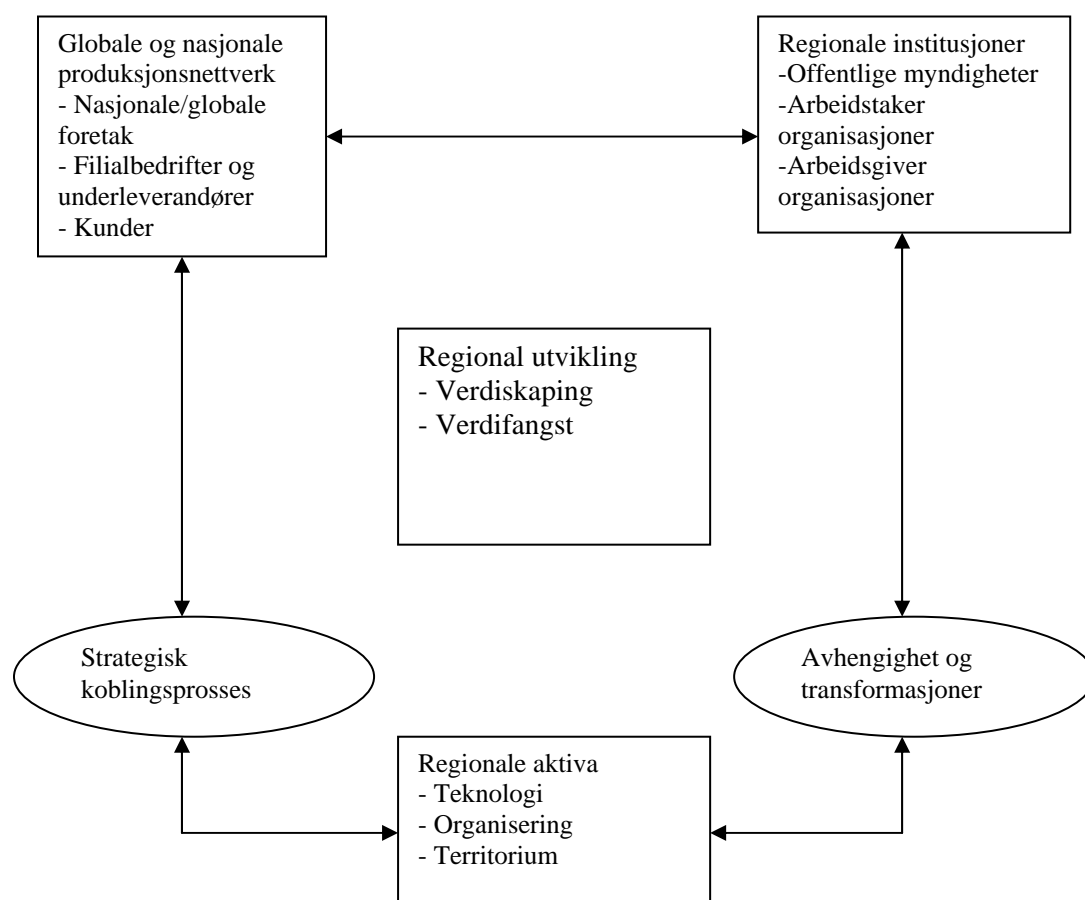 Globale og nasjonale
produksjonsnettverk
- Nasjonale/globale
foretak
- Filialbedrifter og
underleverandører
- Kunder
Regionale institusjoner
-Offentlige myndigheter
-Arbeidstaker
organisasjoner
-Arbeidsgiver
organisasjoner
Regional utvikling
- Verdiskaping
- Verdifangst
Strategisk
koblingsprosses
Avhengighet og
transformasjoner
Regionale aktiva
- Teknologi
- Organisering
- Territorium